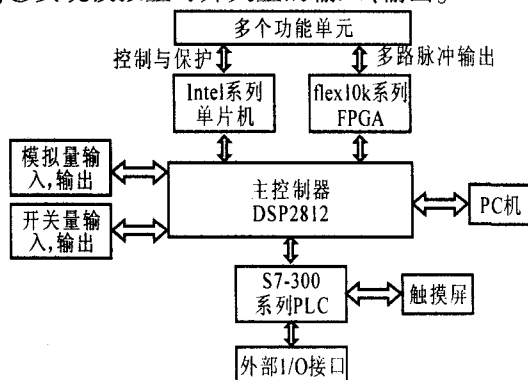 多个功能单元
控制与保护
多路脉冲输出
Intel系列
单片机
flex10k系列
FPGA
模拟量输
入,输出
开关量输
入,输出
主控制器
DSP2812
PC机
S7-300
系列PLC
触摸屏
外部I/O接口